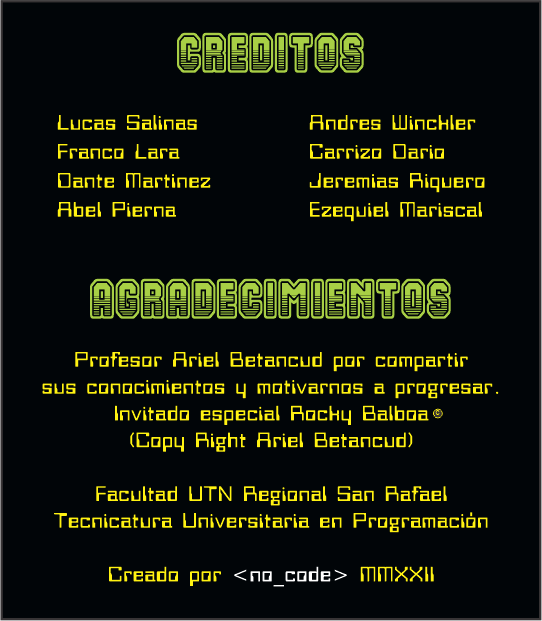 CREDITOS
Lucas Salinas
Franco Lara
Dante Martinez
Abel Pierna
Andres Winckler
Carrizo Dario
Jeremias Riquero
Ezequiel Mariscal
AGRADECIMIENTOS
Profesor Ariel Betancud por compartir
sus conocimientos y motivarnos a progresar.
Invitado especial Rocky Balboa ©
(Copy Right Ariel Betancud)
Facultad UTN Regional San Rafael
Tecnicatura Universitaria en Programación
Creado por <no_code> MMXXII